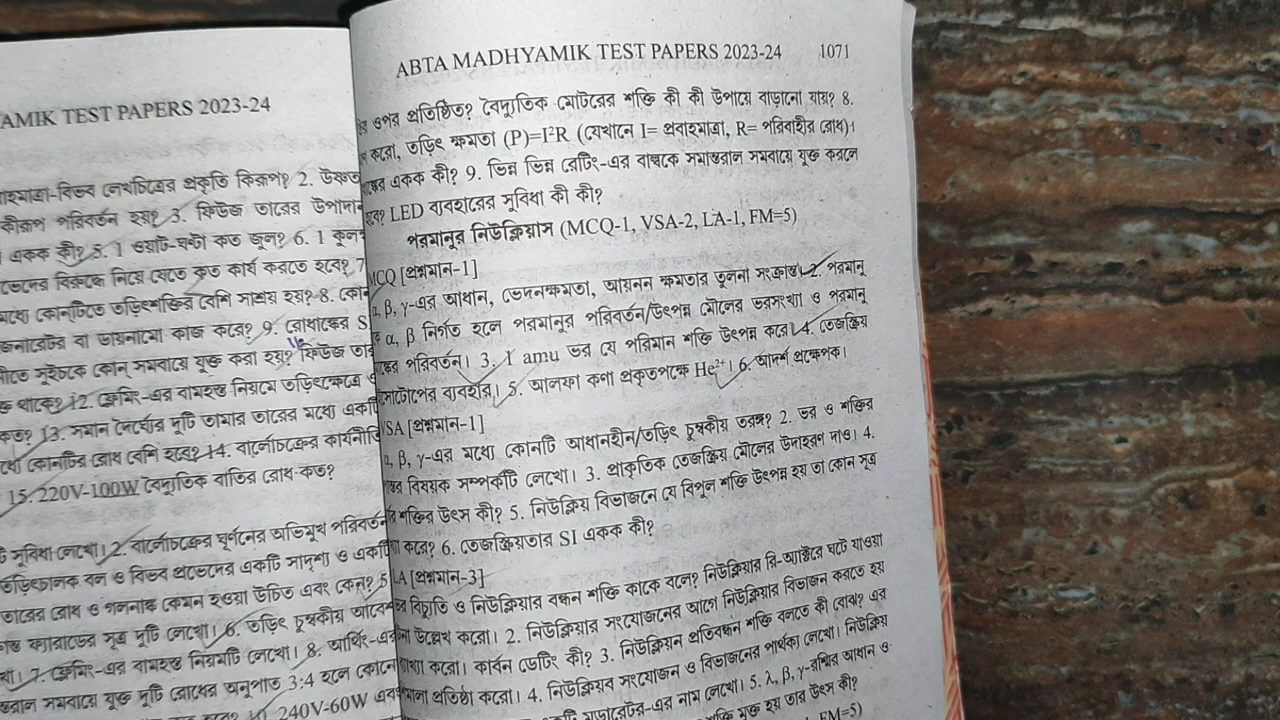 AMIK TEST PAPERS 2023-24
বিভব লেখচিত্রের প্রকৃতি কিরূপ? 2.
কীরূপ পরিবর্তন হয়? 3. ফিউজ তারের উপাদান
একক কী? 5. 1 ওয়াট-ঘন্টা কত জুল? 6. 1 কুলম্ব
বিরুদ্ধে নিয়ে যেতে কৃত কার্য করতে হবে? 7
মধ্যে কোনটিতে তড়িৎশক্তির বেশি সাশ্রয় হয়? 8. কোন
জেনারেটর বা ডায়নামো কাজ করে? 9. রোধাঙ্কের S
সুইচকে কোন্ সমবায়ে যুক্ত করা হয়? ফিউজ তার
থাকে? 12. ফ্লেমিং-এর বামহস্ত নিয়মে তড়িৎক্ষেত্রে
কত? 13. সমান দৈর্ঘ্যের দুটি তামার তারের মধ্যে একটি
মধ্যে কোনটির রোধ বেশি হবে? 14. বার্লোচক্রের কার্যনীতি
15. 220V-100W বৈদ্যুতিক বাতির রোধ কত?
সুবিধা লেখো। 2. বার্লোচক্রের ঘূর্ননের অভিমুখ পরিবর্তন
তড়িৎচালক বল ও বিভব প্রভেদের একটি সাদৃশ্য ও একটি
তারের রোধ ও গলনাঙ্ক কেমন হওয়া উচিত এবং কেন? 5
ফ্যারাডের সূত্র দুটি লেখো। 6. তড়িৎ চুম্বকীয় আবেশ
7. ফ্লেমিং-এর বামহস্ত নিয়মটি লেখো। 8. আর্থিং-এর
সমবায়ে যুক্ত দুটি রোধের অনুপাত 3:4 হলে
240V-60W এবং
ABTA MADHYAMIK TEST PAPERS 2023-24 1071
ওপর প্রতিষ্ঠিত? বৈদ্যুতিক মোটরের শক্তি কী কী উপায়ে বাড়ানো যায়? 8.
করো, তড়িৎ ক্ষমতা (P)=I²R (যেখানে I= প্রবাহমাত্রা, R= পরিবাহীর রোধ)।
একক কী? 9. ভিন্ন ভিন্ন রেটিং-এর বাল্বকে সমান্তরাল সমবায়ে যুক্ত করলে
হবে? LED ব্যবহারের সুবিধা কী কী?
পরমানুর নিউক্লিয়াস (MCQ-1, VSA-2, LA-1, FM=5)
MCQ [প্রশ্নমান-1]
α, β, γ-এর আধান, ভেদনক্ষমতা, আয়নন ক্ষমতার তুলনা সংক্রান্ত। 2. পরমানু
α, β নির্গত হলে পরমানুর পরিবর্তন/উৎপন্ন মৌলের ভরসংখ্যা ও পরমানু
পরিবর্তন। 3. 1 amu ভর যে পরিমান শক্তি উৎপন্ন করে। 4. তেজস্ক্রিয়
আইসোটোপের ব্যবহার। 5. আলফা কণা প্রকৃতপক্ষে He²⁺। 6. আদর্শ প্রক্ষেপক।
VSA [প্রশ্নমান-1]
α, β, γ-এর মধ্যে কোনটি আধানহীন/তড়িৎ চুম্বকীয় তরঙ্গ? 2. ভর ও শক্তির
বিষয়ক সম্পর্কটি লেখো। 3. প্রাকৃতিক তেজস্ক্রিয় মৌলের উদাহরণ দাও। 4.
শক্তির উৎস কী? 5. নিউক্লিয় বিভাজনে যে বিপুল শক্তি উৎপন্ন হয় তা কোন সূত্র
করে? 6. তেজস্ক্রিয়তার SI একক কী?
LA [প্রশ্নমান-3]
বিচ্যুতি ও নিউক্লিয়ার বন্ধন শক্তি কাকে বলে? নিউক্লিয়ার রি-অ্যাক্টরে ঘটে যাওয়া
উল্লেখ করো। 2. নিউক্লিয়ার সংযোজনের আগে নিউক্লিয়ার বিভাজন করতে হয়
করো। কার্বন ডেটিং কী? 3. নিউক্লিয়ন প্রতিবন্ধন শক্তি বলতে কী বোঝ? এর
প্রতিষ্ঠা করো। 4. নিউক্লিয়ব সংযোজন ও বিভাজনের পার্থক্য লেখো। নিউক্লিয়
মডারেটর-এর নাম লেখো। 5. λ, β, γ-রশ্মির আধান ও
শক্তি মুক্ত হয় তার উৎস কী?
FM=5)